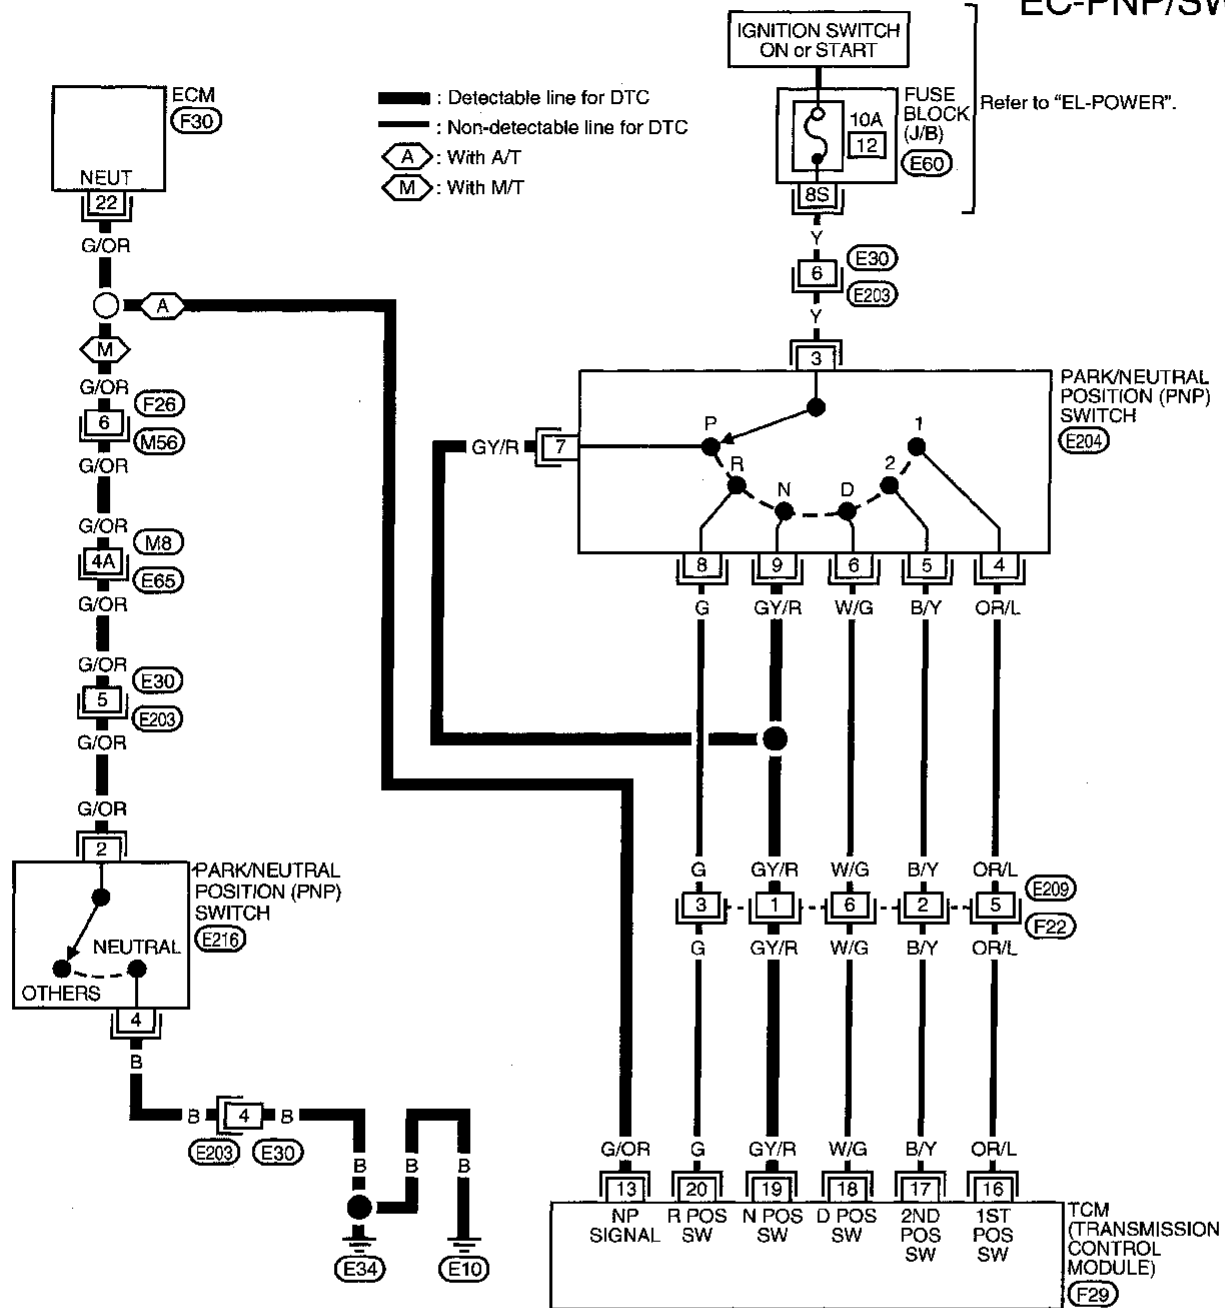 EC-PNP/SW
IGNITION SWITCH
ON or START
FUSE
BLOCK
(J/B)
E60
10A
12
8S
Refer to "EL-POWER".
ECM
F30
NEUT
22
G/OR
: Detectable line for DTC
: Non-detectable line for DTC
A : With A/T
M : With M/T
Y
6
E30
E203
Y
3
A
M
G/OR
6
F26
M56
G/OR
G/OR
4A
M8
E65
G/OR
G/OR
5
E30
E203
G/OR
G/OR
2
PARK/NEUTRAL
POSITION (PNP)
SWITCH
E216
NEUTRAL
OTHERS
4
B
B
4
B
E203
E30
B
B
B
E34
E10
PARK/NEUTRAL
POSITION (PNP)
SWITCH
E204
GY/R
7
P
R
N
D
2
1
8
9
6
5
4
G
GY/R
W/G
B/Y
OR/L
G
GY/R
W/G
B/Y
OR/L
3
1
6
2
5
E209
F22
G
GY/R
W/G
B/Y
OR/L
G/OR
G
GY/R
W/G
B/Y
OR/L
13
20
19
18
17
16
NP
SIGNAL
R POS
SW
N POS
SW
D POS
SW
2ND
POS
SW
1ST
POS
SW
TCM
(TRANSMISSION
CONTROL
MODULE)
F29